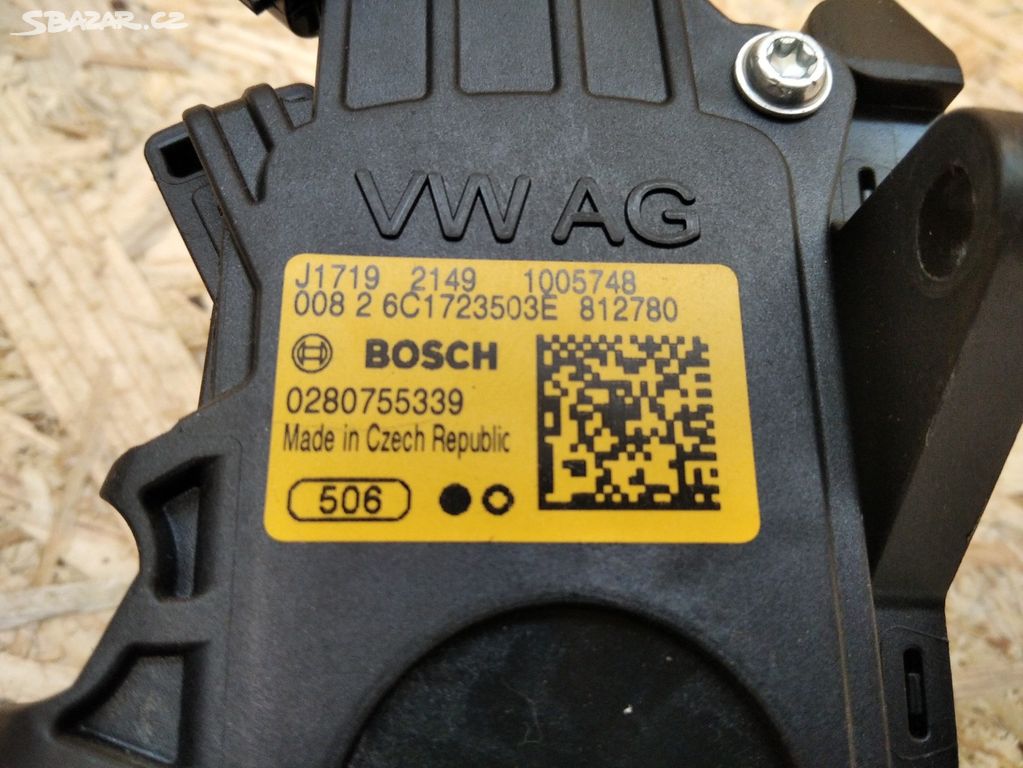 SBAZAR.CZ
VW AG
J1719 2149 1005748
008 2 6C1723503E 812780
BOSCH
0280755339
Made in Czech Republic
506